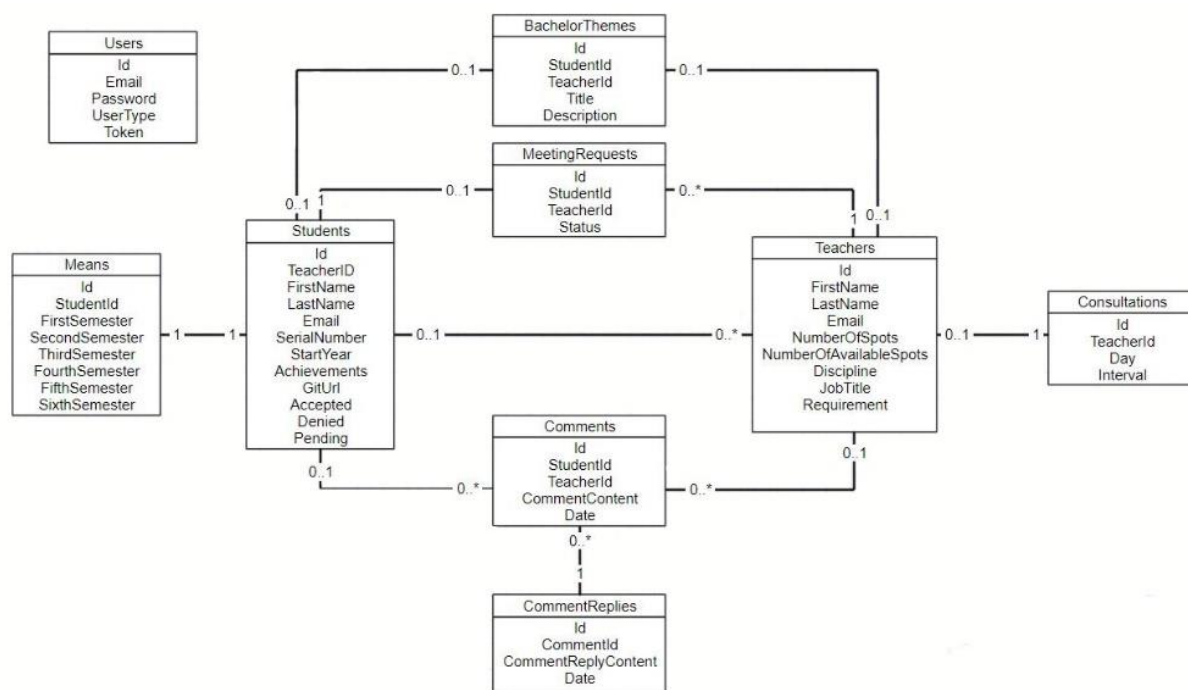 BachelorThemes
Id
StudentId
TeacherId
Title
Description
Users
Id
Email
Password
UserType
Token
0..1
0..1
MeetingRequests
Id
StudentId
TeacherId
Status
0..1
0..*
0..1
1
1
0..1
Students
Id
TeacherID
FirstName
LastName
Email
SerialNumber
StartYear
Achievements
GitUrl
Accepted
Denied
Pending
Teachers
Id
FirstName
LastName
Email
NumberOfSpots
NumberOfAvailableSpots
Discipline
JobTitle
Requirement
Means
Id
StudentId
FirstSemester
SecondSemester
ThirdSemester
FourthSemester
FifthSemester
SixthSemester
Consultations
Id
TeacherId
Day
Interval
1
1
0..1
0..*
0..1
1
Comments
Id
StudentId
TeacherId
CommentContent
Date
0..1
0..1
0..*
0..*
0..*
1
CommentReplies
Id
CommentId
CommentReplyContent
Date